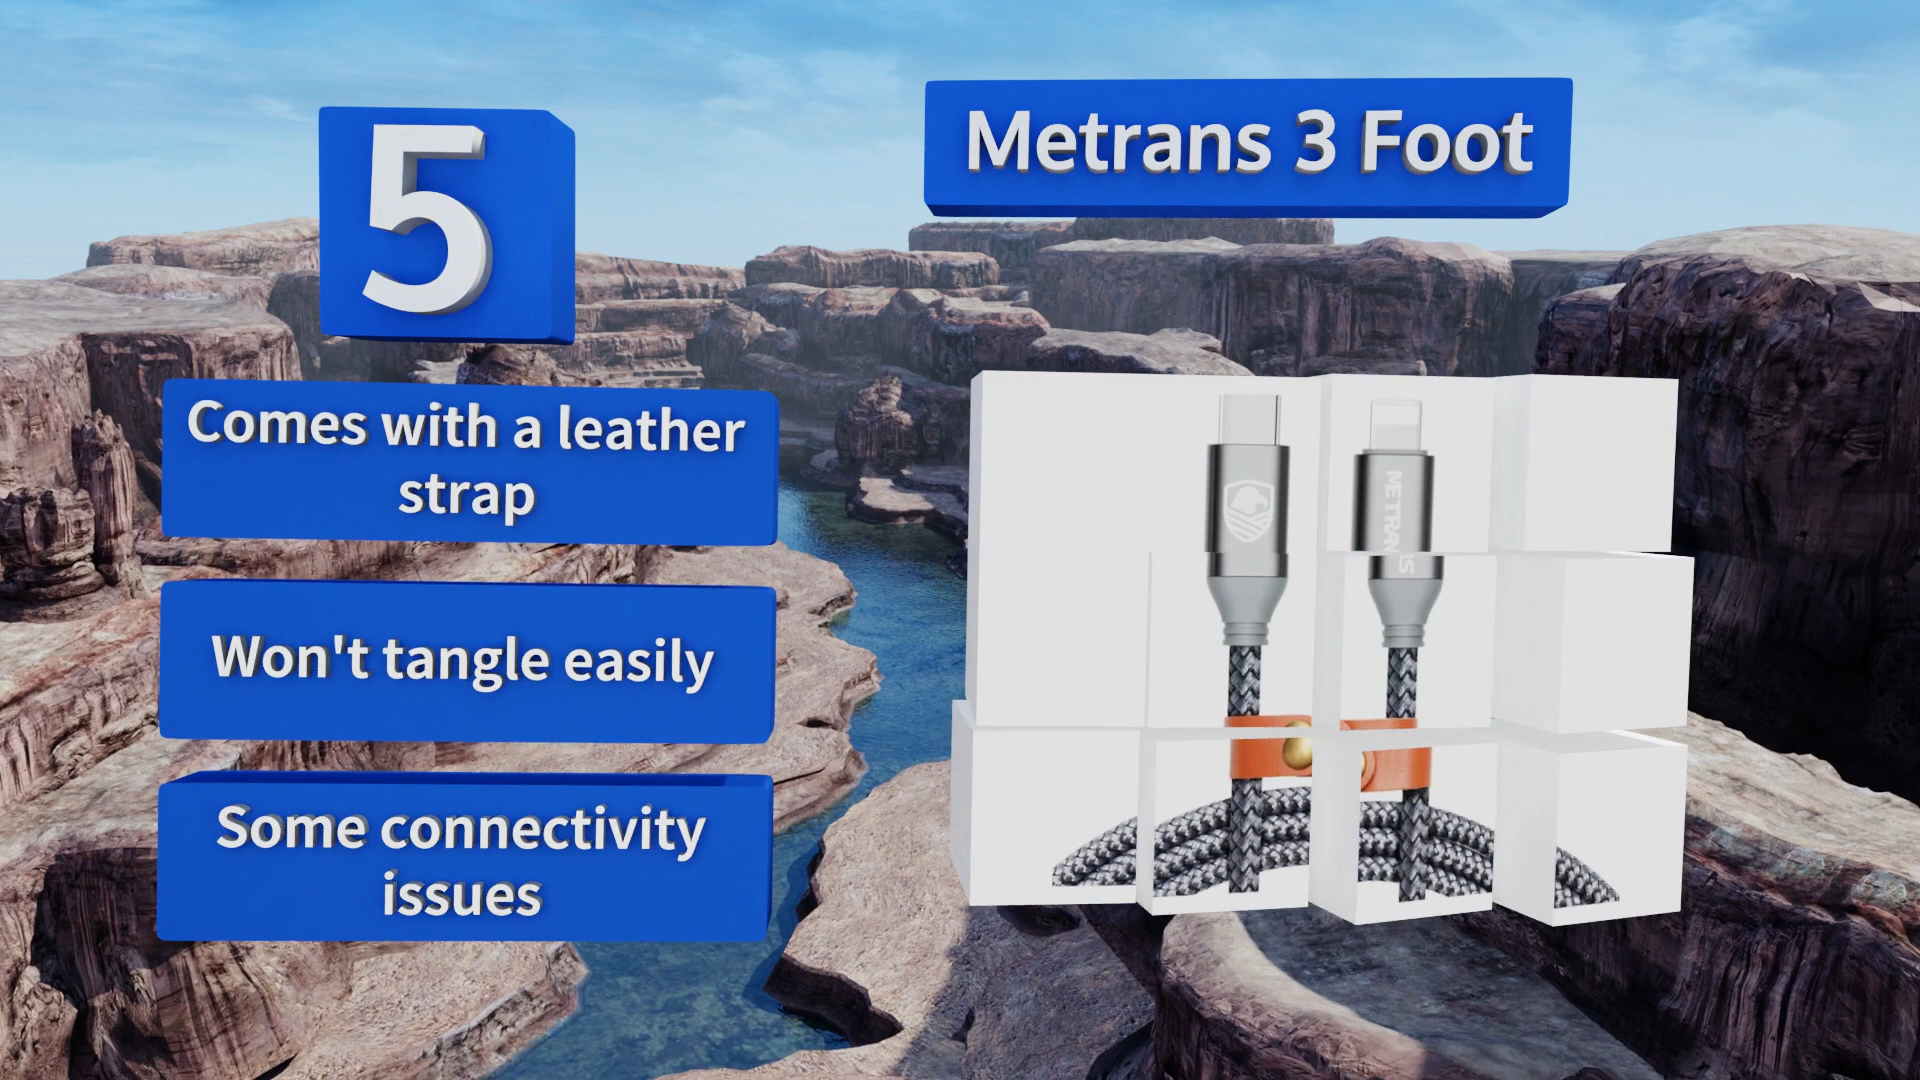 5
Metrans 3 Foot
Comes with a leather
strap
Won't tangle easily
Some connectivity
issues
METRANS